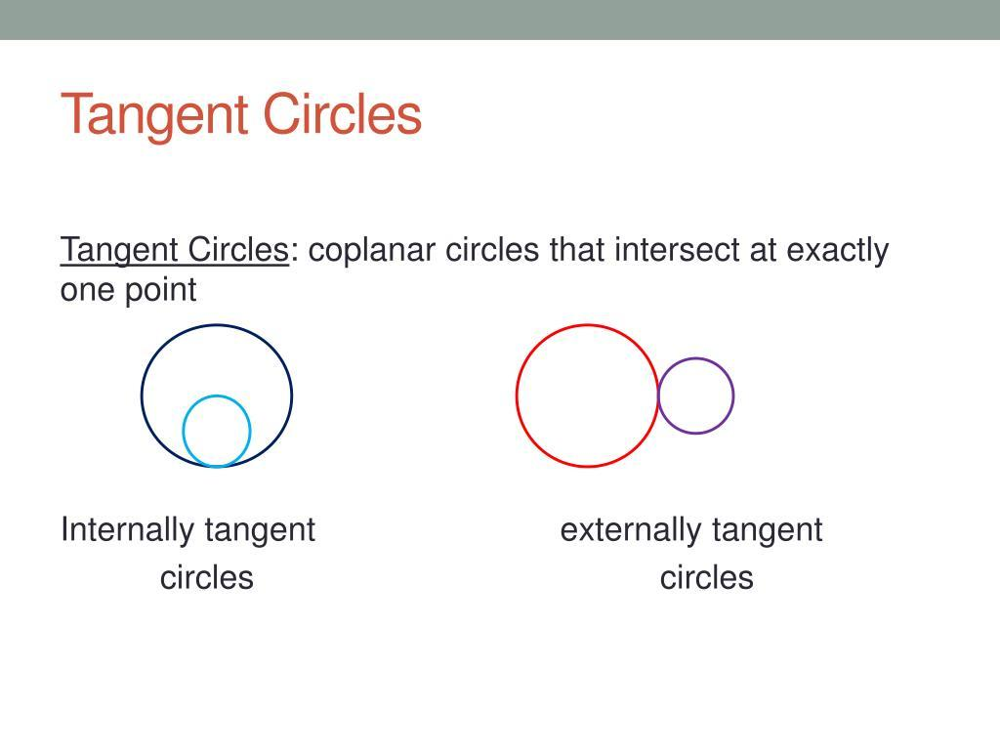 Tangent Circles
Tangent Circles: coplanar circles that intersect at exactly
one point
Internally tangent
circles
externally tangent
circles